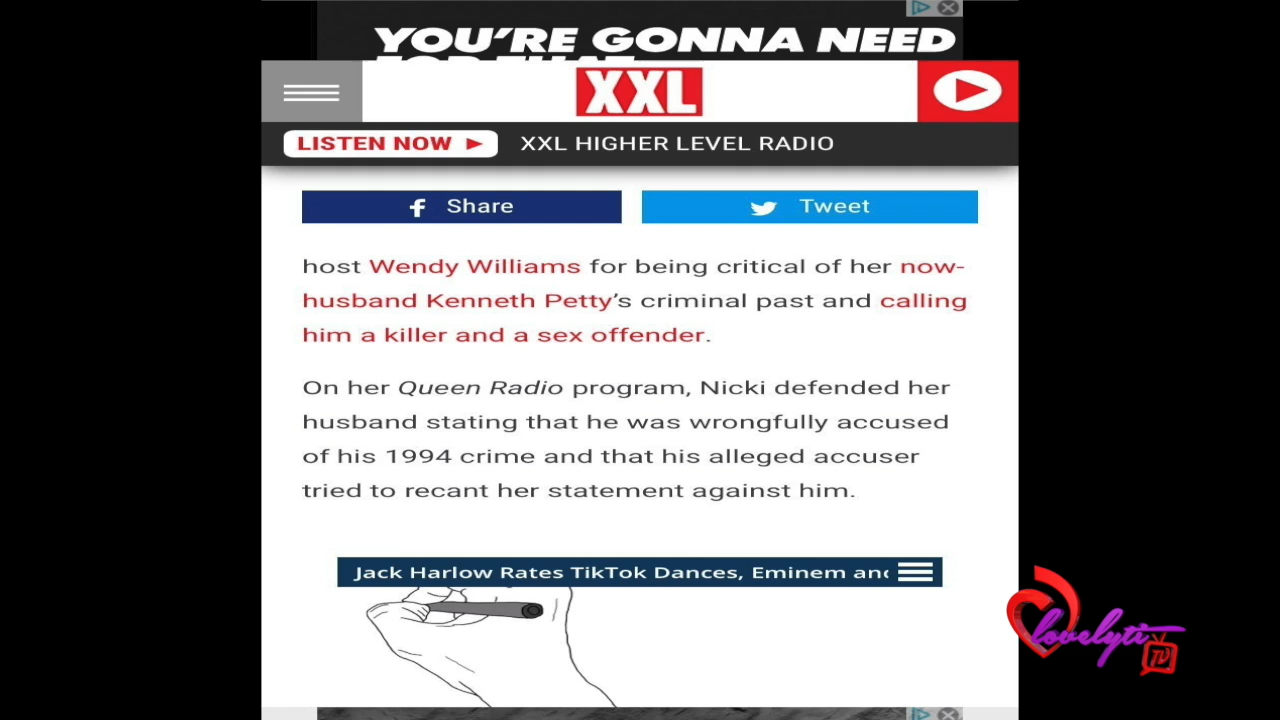 YOU'RE GONNA NEED
FOR THAT
XXL
LISTEN NOW XXL HIGHER LEVEL RADIO
Share Tweet
host Wendy Williams for being critical of her now-
husband Kenneth Petty's criminal past and calling
him a killer and a sex offender.
On her Queen Radio program, Nicki defended her
husband stating that he was wrongfully accused
of his 1994 crime and that his alleged accuser
tried to recant her statement against him.
Jack Harlow Rates TikTok Dances, Eminem and
lovelyti
TV